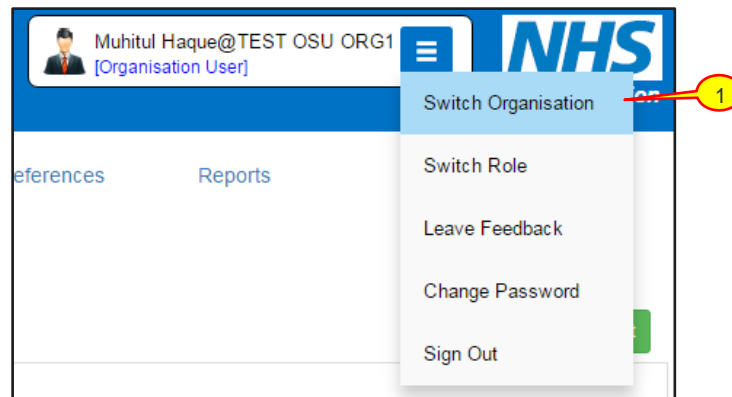 Muhitul Haque@TEST OSU ORG1
[Organisation User]
NHS
Switch Organisation
1
Switch Role
eferences
Reports
Leave Feedback
Change Password
Sign Out